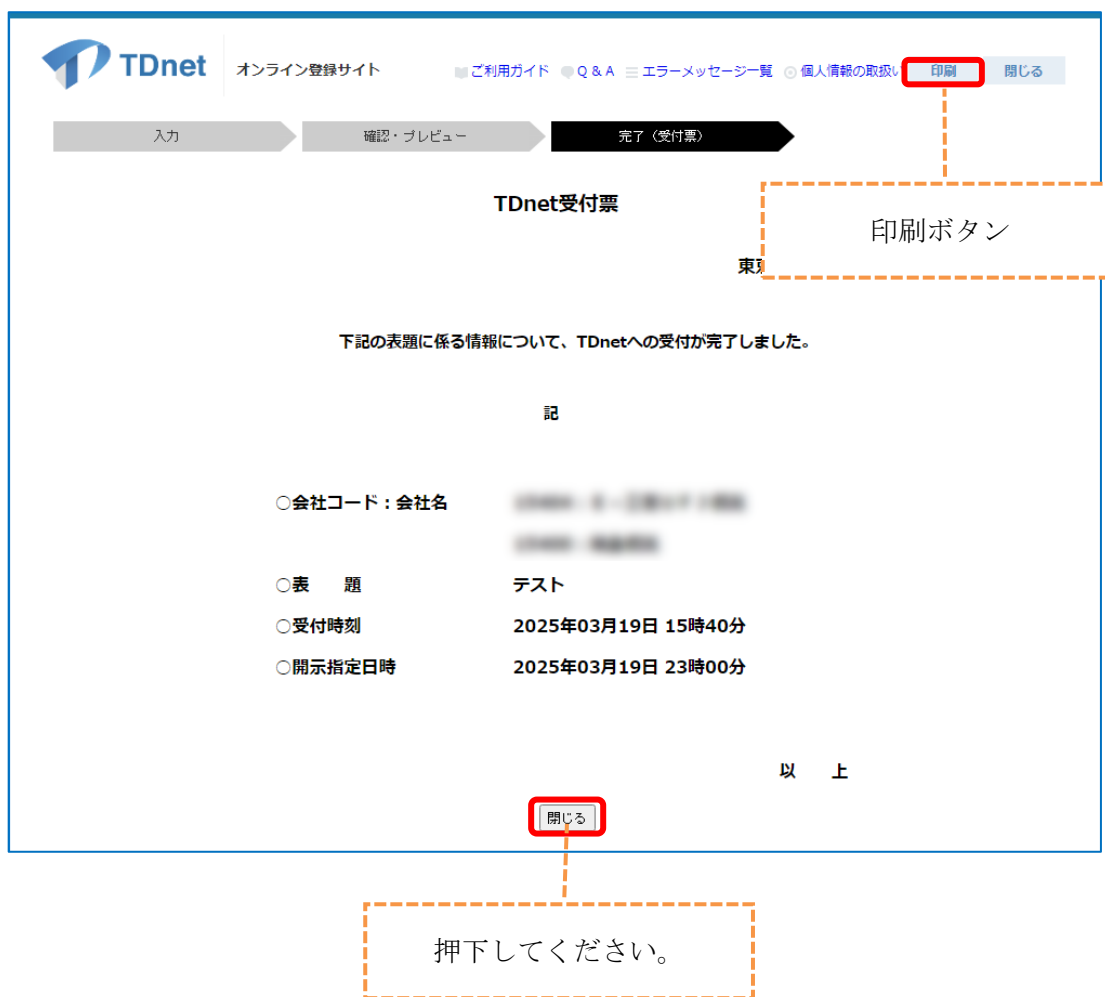 TDnet オンライン登録サイト ご利用ガイド Q & A エラーメッセージ一覧 個人情報の取扱い 印刷 閉じる
入力 確認・プレビュー 完了（受付票）
TDnet受付票
印刷ボタン
東
下記の表題に係る情報について、TDnetへの受付が完了しました。
記
○会社コード：会社名
○表　題 テスト
○受付時刻 2025年03月19日 15時40分
○開示指定日時 2025年03月19日 23時00分
以　上
閉じる
押下してください。